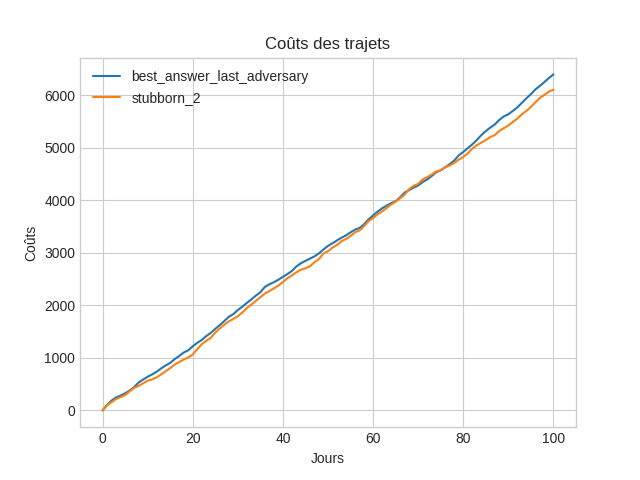 Coûts des trajets
best_answer_last_adversary
stubborn_2
6000
5000
4000
3000
2000
1000
0
Coûts
0 20 40 60 80 100
Jours